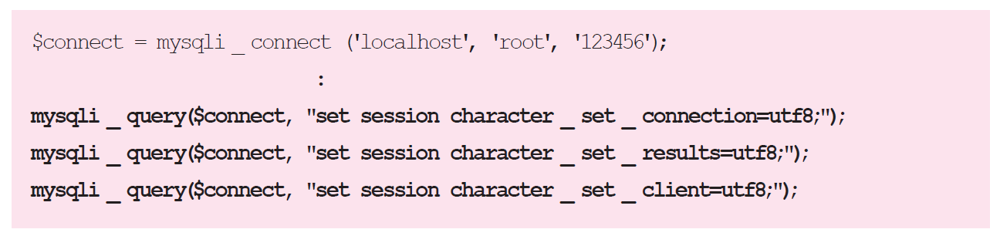 $connect = mysqli _ connect ('localhost', 'root', '123456');
:
mysqli _ query($connect, "set session character _ set _ connection=utf8;");
mysqli _ query($connect, "set session character _ set _ results=utf8;");
mysqli _ query($connect, "set session character _ set _ client=utf8;");